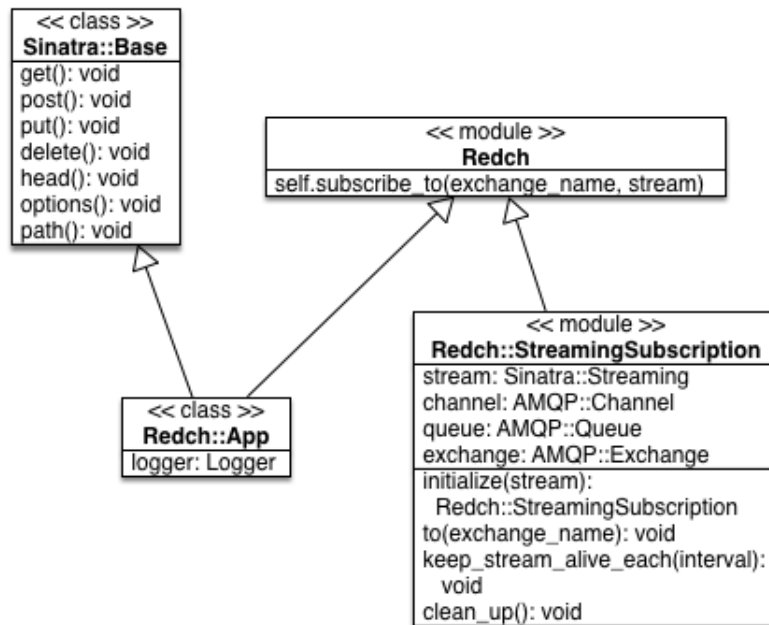 << class >>
Sinatra::Base
get(): void
post(): void
put(): void
delete(): void
head(): void
options(): void
path(): void
<< module >>
Redch
self.subscribe_to(exchange_name, stream)
<< class >>
Redch::App
logger: Logger
<< module >>
Redch::StreamingSubscription
stream: Sinatra::Streaming
channel: AMQP::Channel
queue: AMQP::Queue
exchange: AMQP::Exchange
initialize(stream):
Redch::StreamingSubscription
to(exchange_name): void
keep_stream_alive_each(interval):
void
clean_up(): void